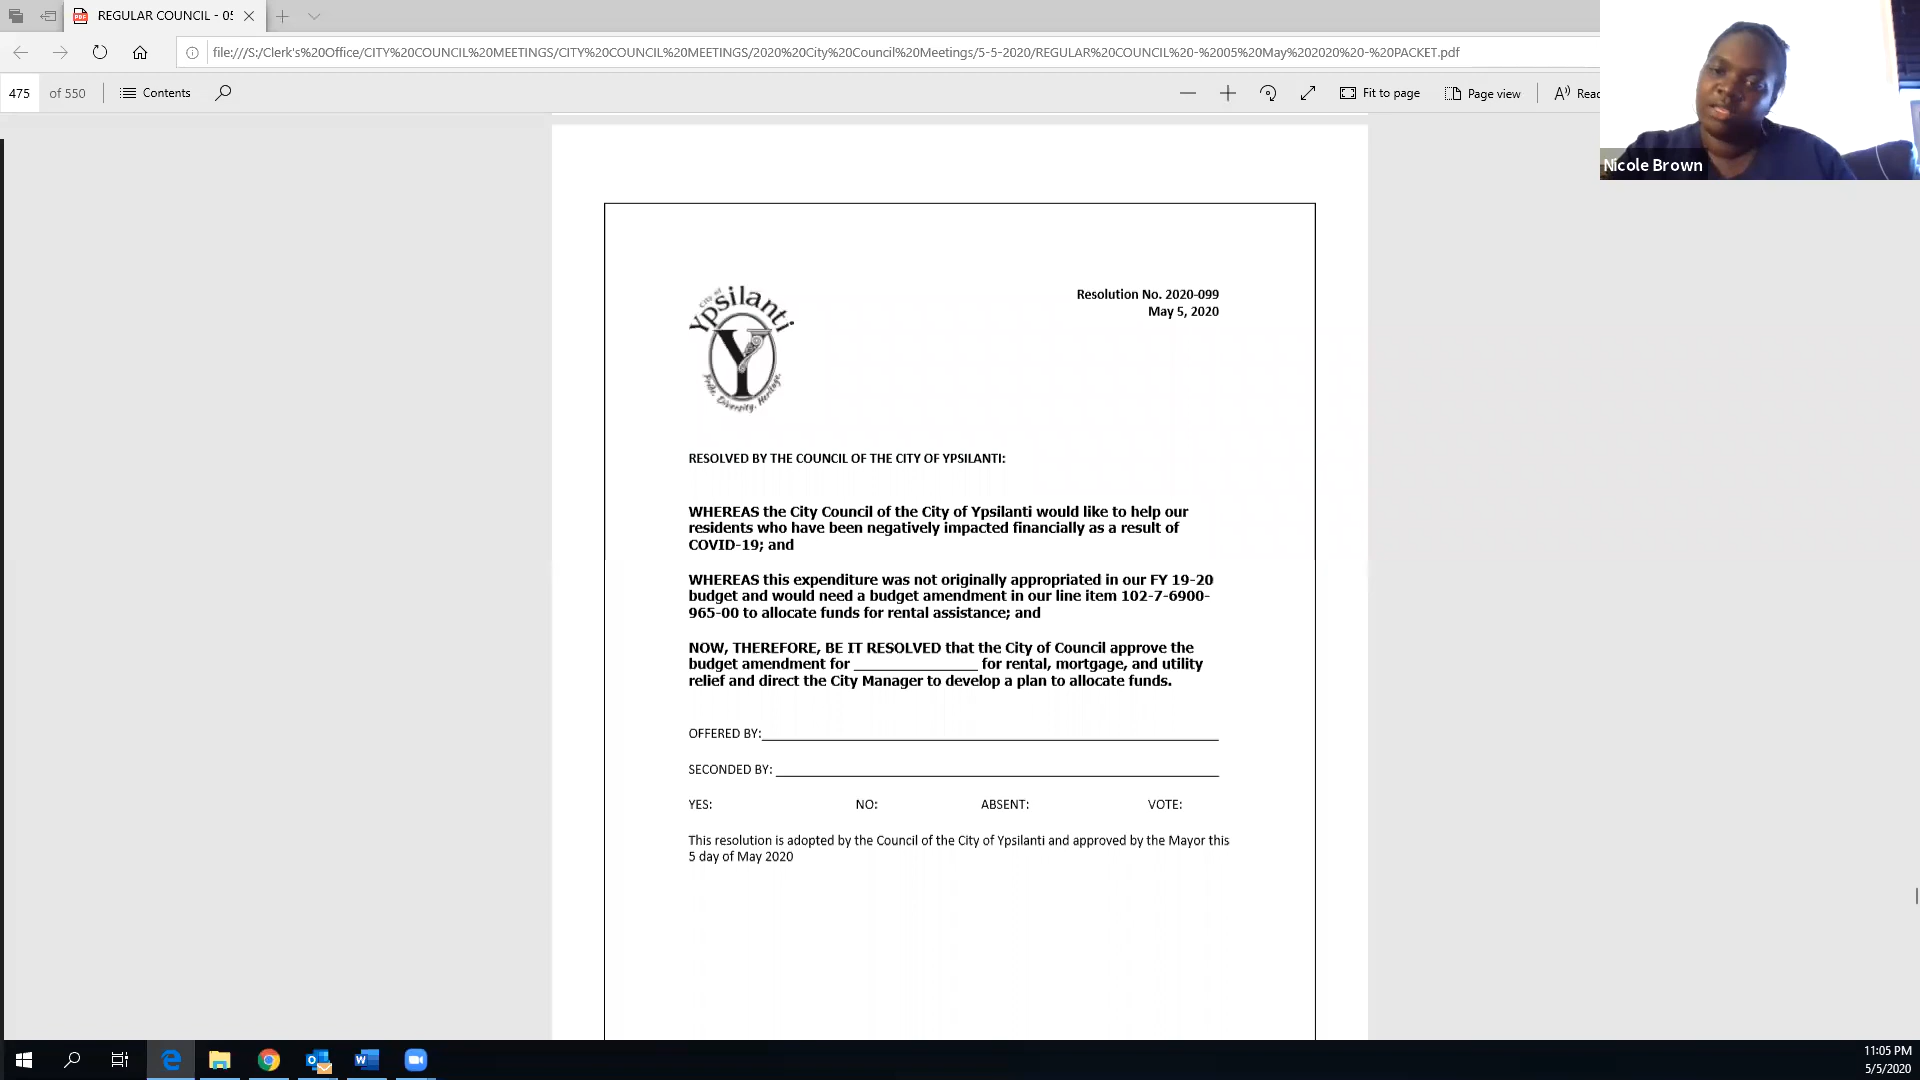 REGULAR COUNCIL - 05
file:///S:/Clerk's%20Office/CITY%20COUNCIL%20MEETINGS/CITY%20COUNCIL%20MEETINGS/2020%20City%20Council%20Meetings/5-5-2020/REGULAR%20COUNCIL%20-%2005%20May%202020%20-%20PACKET.pdf
475 of 550 Contents Fit to page Page view Read
Nicole Brown
City of
Ypsilanti
Y
Pride. Diversity. Heritage.
Resolution No. 2020-099
May 5, 2020
RESOLVED BY THE COUNCIL OF THE CITY OF YPSILANTI:
WHEREAS the City Council of the City of Ypsilanti would like to help our
residents who have been negatively impacted financially as a result of
COVID-19; and
WHEREAS this expenditure was not originally appropriated in our FY 19-20
budget and would need a budget amendment in our line item 102-7-6900-
965-00 to allocate funds for rental assistance; and
NOW, THEREFORE, BE IT RESOLVED that the City of Council approve the
budget amendment for ________________ for rental, mortgage, and utility
relief and direct the City Manager to develop a plan to allocate funds.
OFFERED BY:
SECONDED BY:
YES: NO: ABSENT: VOTE:
This resolution is adopted by the Council of the City of Ypsilanti and approved by the Mayor this
5 day of May 2020
11:05 PM
5/5/2020